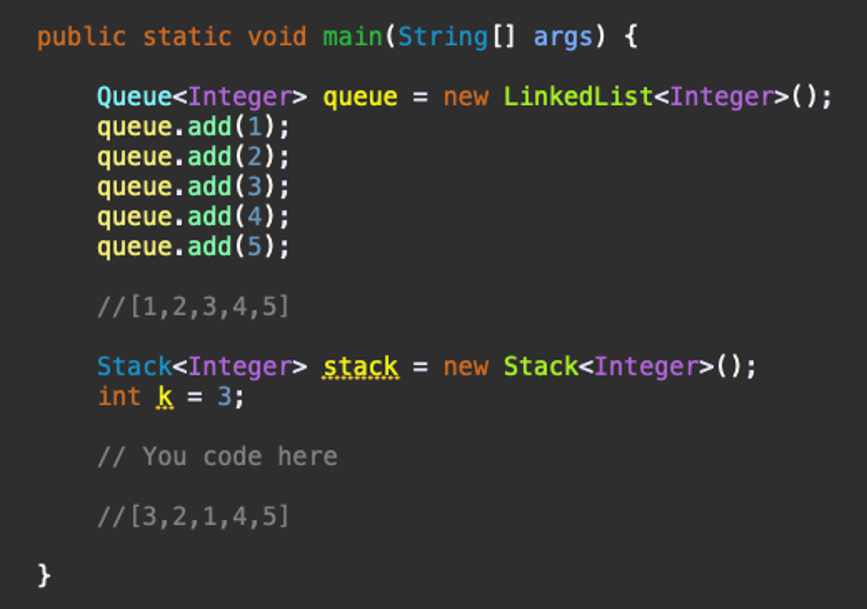 public static void main(String[] args) {
Queue<Integer> queue = new LinkedList<Integer>();
queue.add(1);
queue.add(2);
queue.add(3);
queue.add(4);
queue.add(5);
//[1,2,3,4,5]
Stack<Integer> stack = new Stack<Integer>();
int k = 3;
// You code here
//[3,2,1,4,5]
}